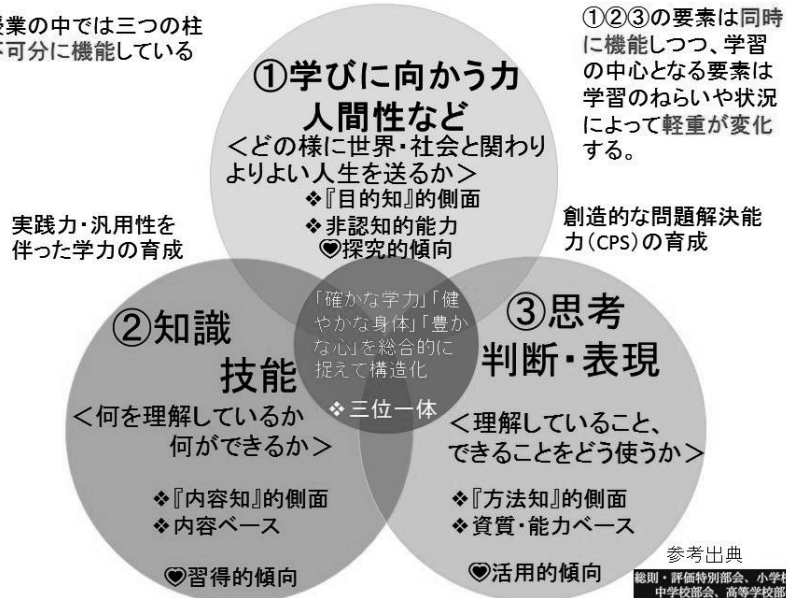 授業の中では三つの柱
不可分に機能している
①②③の要素は同時
に機能しつつ、学習
の中心となる要素は
学習のねらいや状況
によって軽重が変化
する。
①学びに向かう力
人間性など
＜どの様に世界・社会と関わり
よりよい人生を送るか＞
❖『目的知』的側面
❖非認知的能力
♥探究的傾向
実践力・汎用性を
伴った学力の育成
創造的な問題解決能
力(CPS)の育成
「確かな学力」「健
やかな身体」「豊か
な心」を総合的に
捉えて構造化
❖三位一体
②知識
技能
＜何を理解しているか
何ができるか＞
❖『内容知』的側面
❖内容ベース
♥習得的傾向
③思考
判断・表現
＜理解していること、
できることをどう使うか＞
❖『方法知』的側面
❖資質・能力ベース
♥活用的傾向
参考出典
総則・評価特別部会、小学校
中学校部会、高等学校部